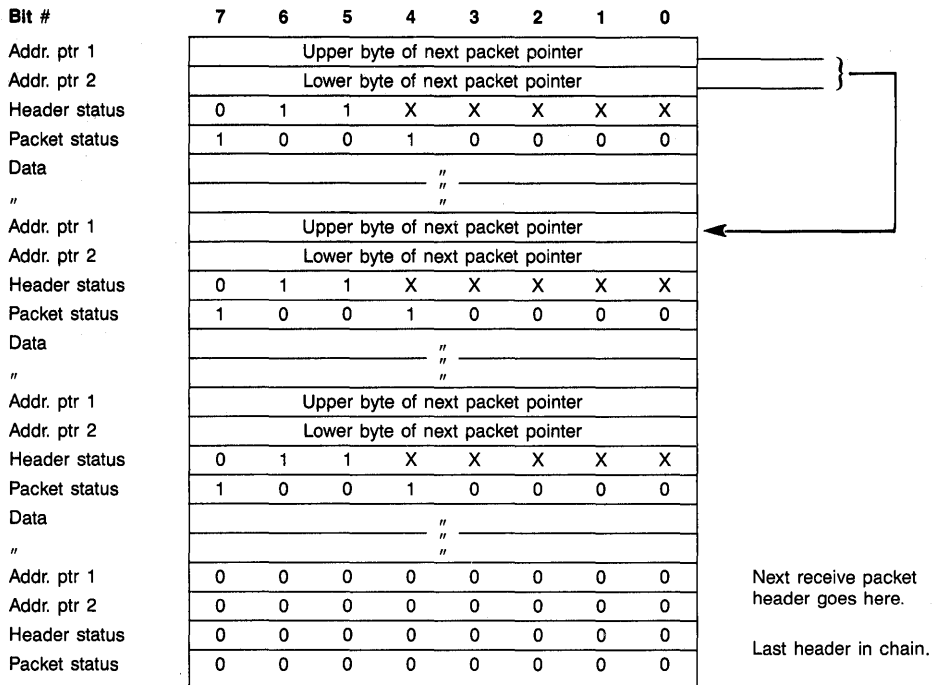 Bit # 7 6 5 4 3 2 1 0
Addr. ptr 1 Upper byte of next packet pointer
Addr. ptr 2 Lower byte of next packet pointer
Header status 0 1 1 X X X X X
Packet status 1 0 0 1 0 0 0 0
Data "
"
" "
Addr. ptr 1 Upper byte of next packet pointer
Addr. ptr 2 Lower byte of next packet pointer
Header status 0 1 1 X X X X X
Packet status 1 0 0 1 0 0 0 0
Data "
"
" "
Addr. ptr 1 Upper byte of next packet pointer
Addr. ptr 2 Lower byte of next packet pointer
Header status 0 1 1 X X X X X
Packet status 1 0 0 1 0 0 0 0
Data "
"
" "
Addr. ptr 1 0 0 0 0 0 0 0 0 Next receive packet
Addr. ptr 2 0 0 0 0 0 0 0 0 header goes here.
Header status 0 0 0 0 0 0 0 0
Last header in chain.
Packet status 0 0 0 0 0 0 0 0